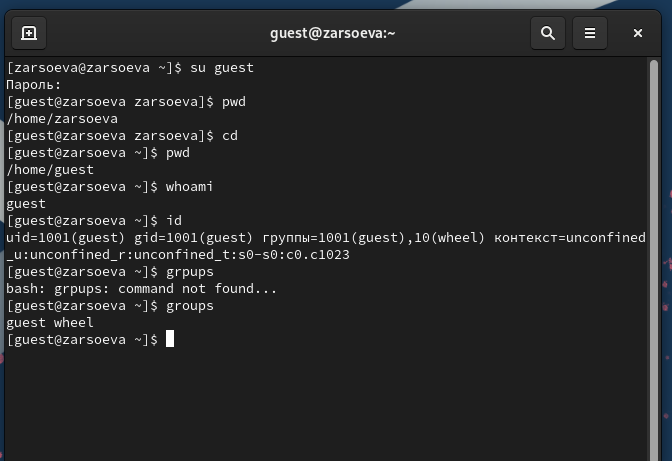 guest@zarsoeva:~
[zarsoeva@zarsoeva ~]$ su guest
Пароль:
[guest@zarsoeva zarsoeva]$ pwd
/home/zarsoeva
[guest@zarsoeva zarsoeva]$ cd
[guest@zarsoeva ~]$ pwd
/home/guest
[guest@zarsoeva ~]$ whoami
guest
[guest@zarsoeva ~]$ id
uid=1001(guest) gid=1001(guest) группы=1001(guest),10(wheel) контекст=unconfined
_u:unconfined_r:unconfined_t:s0-s0:c0.c1023
[guest@zarsoeva ~]$ grpups
bash: grpups: command not found...
[guest@zarsoeva ~]$ groups
guest wheel
[guest@zarsoeva ~]$